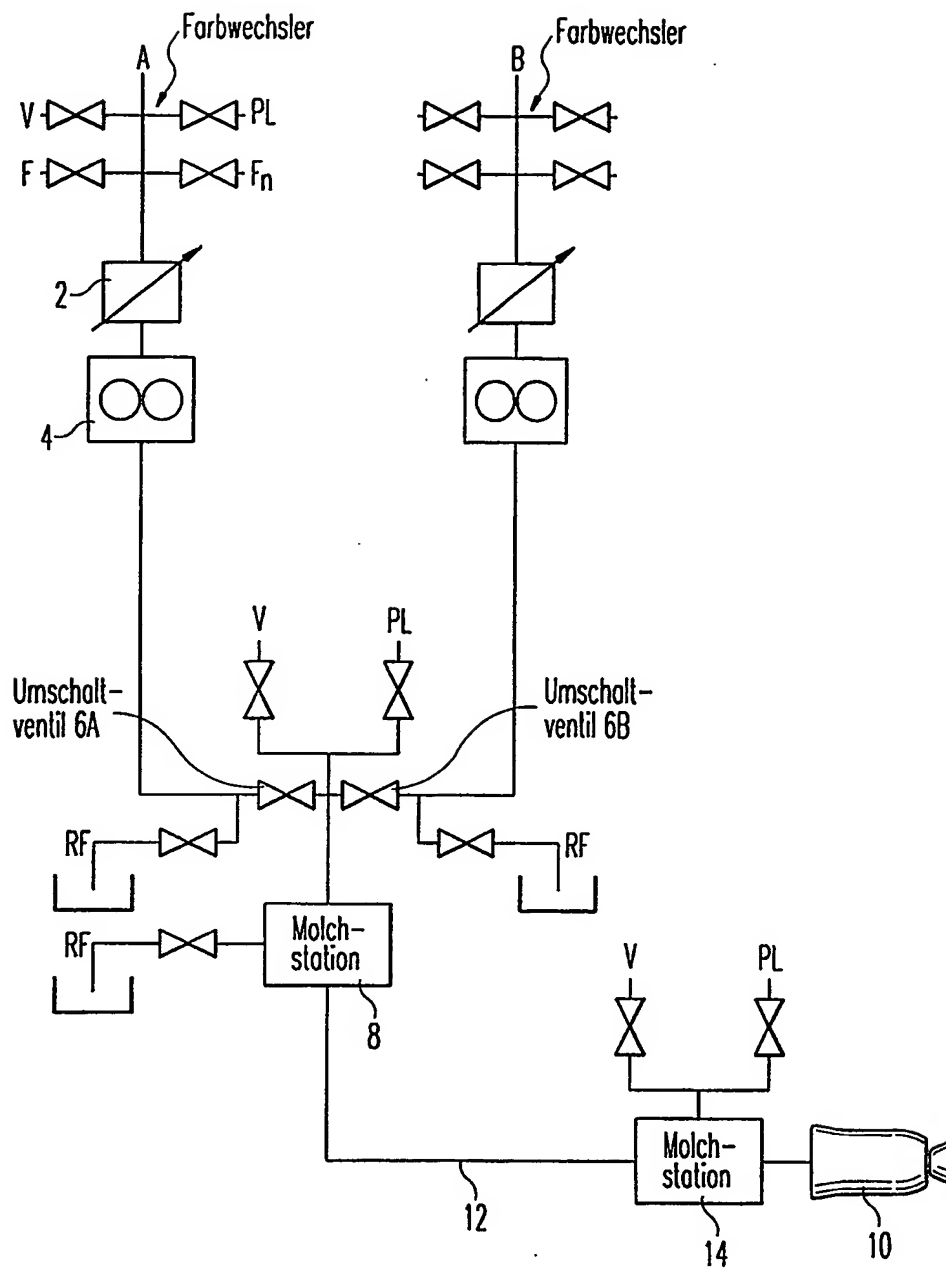 Farbwechsler
Farbwechsler
A
B
V
PL
F
Fn
2
4
V
PL
Umschalt-
ventil 6A
Umschalt-
ventil 6B
RF
RF
RF
Molch-
station
8
V
PL
Molch-
station
12
14
10